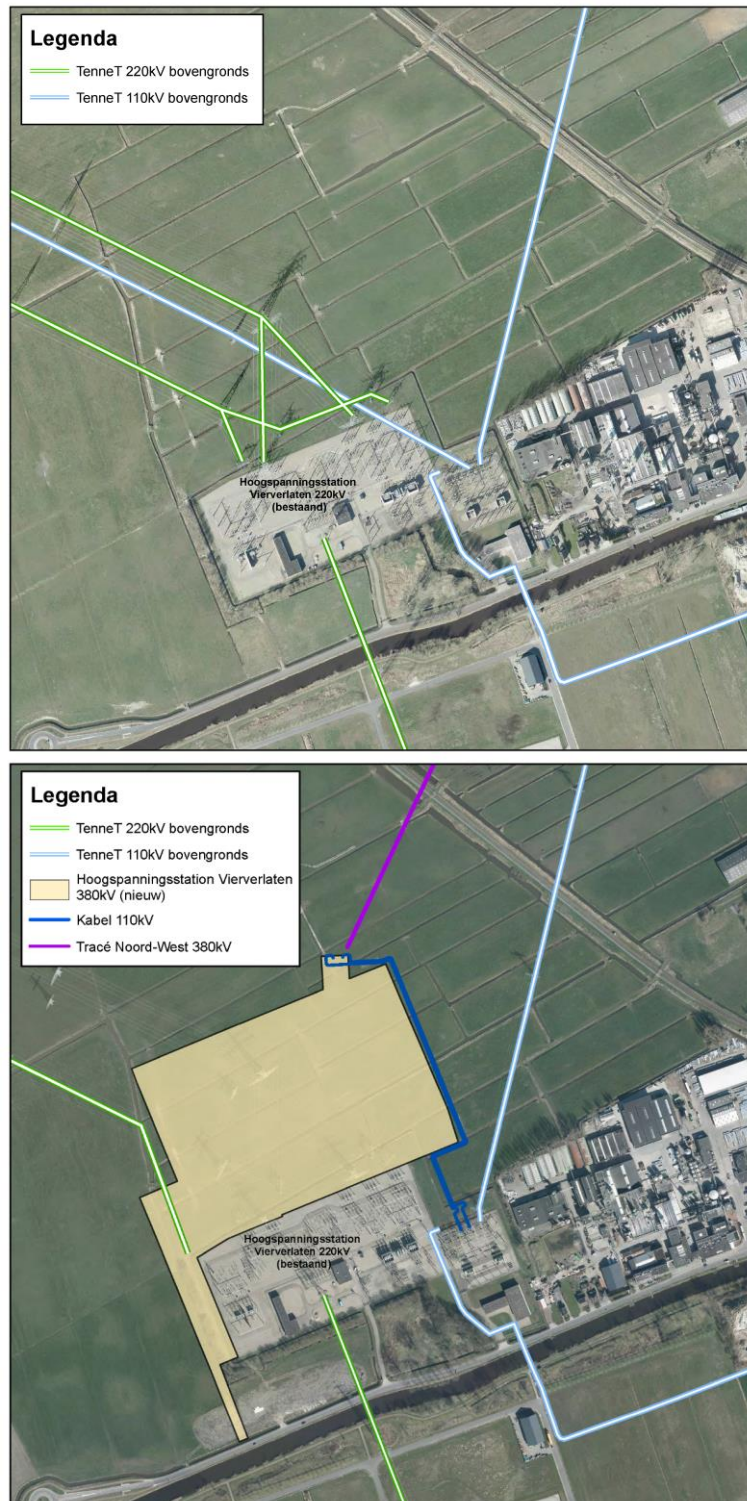 Legenda
TenneT 220kV bovengronds
TenneT 110kV bovengronds
Hoogspanningsstation
Vierverlaten 220kV
(bestaand)
Legenda
TenneT 220kV bovengronds
TenneT 110kV bovengronds
Hoogspanningsstation Vierverlaten
380kV (nieuw)
Kabel 110kV
Tracé Noord-West 380kV
Hoogspanningsstation
Vierverlaten 220kV
(bestaand)